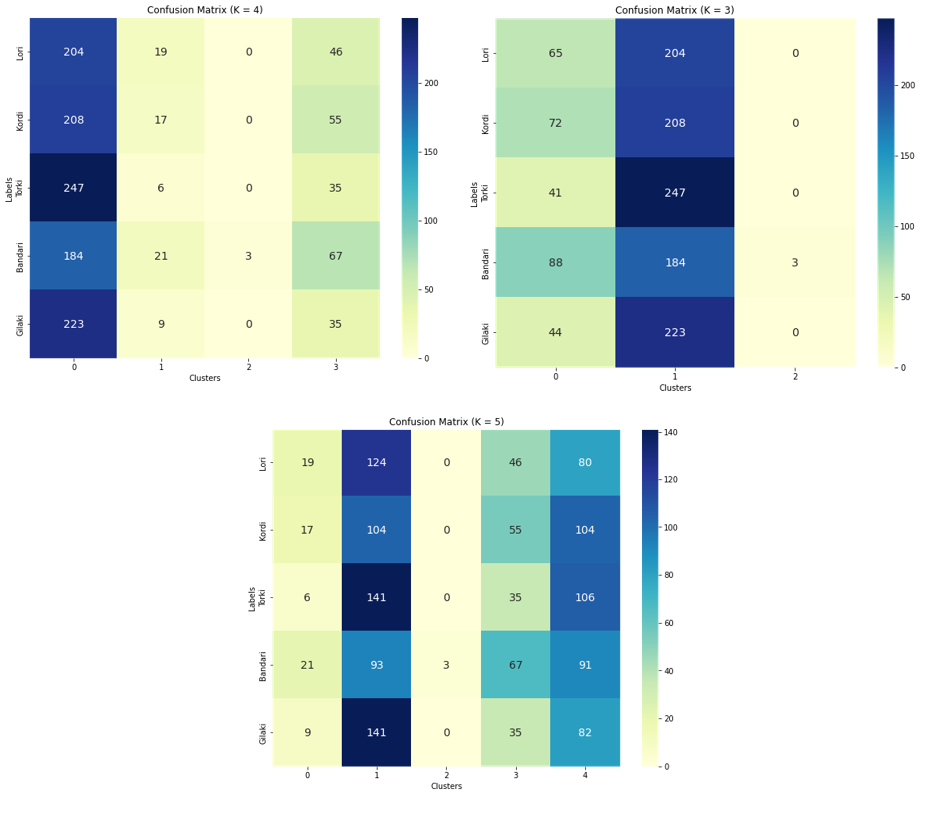 Confusion Matrix (K = 4)
Lori 204 19 0 46
Kordi 208 17 0 55
Torki 247 6 0 35
Bandari 184 21 3 67
Gilaki 223 9 0 35
Labels
0 1 2 3
Clusters
200
150
100
50
0
Confusion Matrix (K = 3)
Lori 65 204 0
Kordi 72 208 0
Torki 41 247 0
Bandari 88 184 3
Gilaki 44 223 0
Labels
0 1 2
Clusters
200
150
100
50
0
Confusion Matrix (K = 5)
Lori 19 124 0 46 80
Kordi 17 104 0 55 104
Torki 6 141 0 35 106
Bandari 21 93 3 67 91
Gilaki 9 141 0 35 82
Labels
0 1 2 3 4
Clusters
140
120
100
80
60
40
20
0